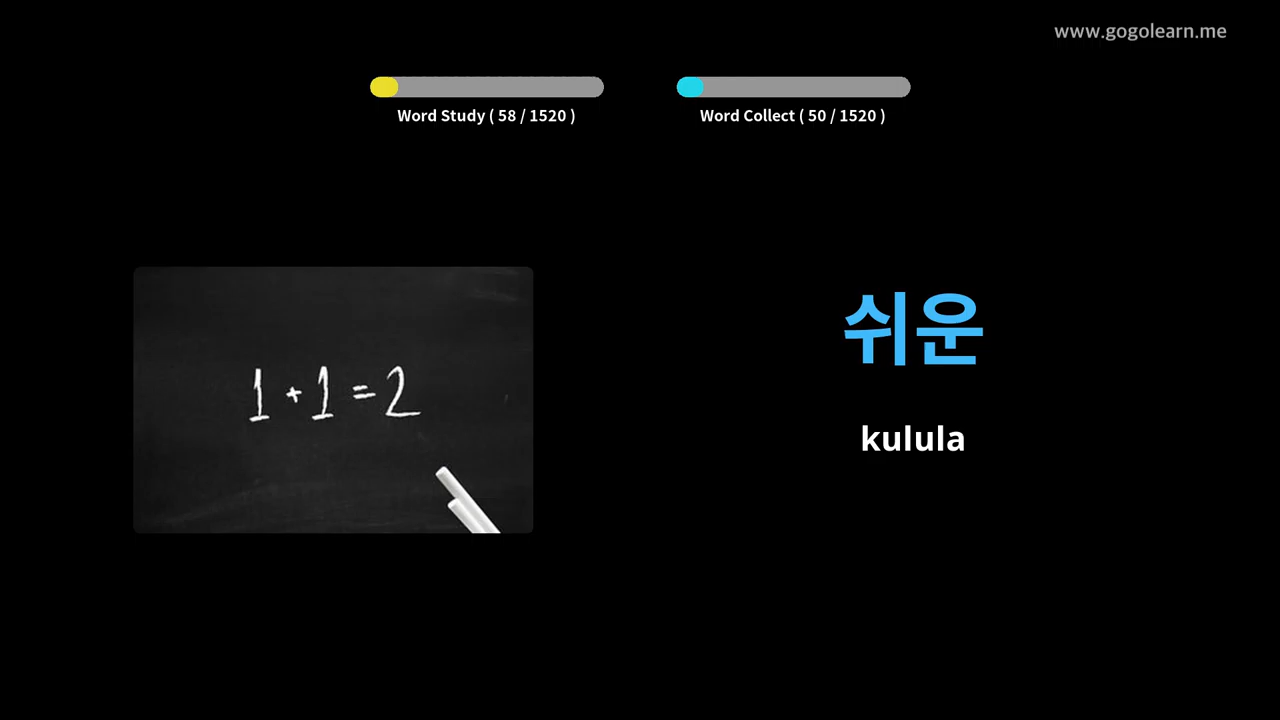 www.gogolearn.me
Word Study ( 58 / 1520 )
Word Collect ( 50 / 1520 )
1 + 1 = 2
쉬운
kulula